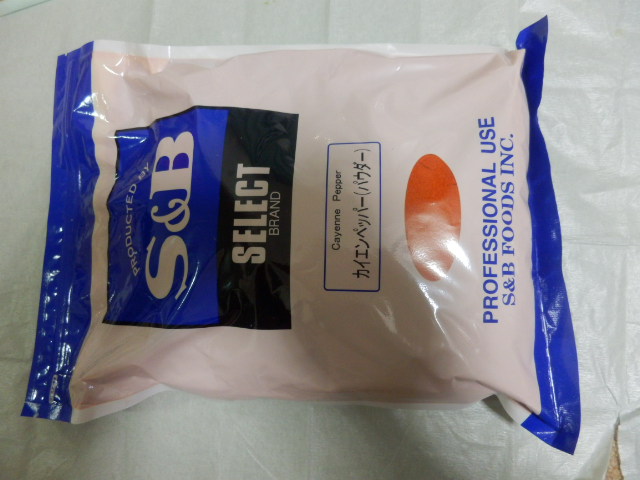 PRODUCTED BY
S&B
SELECT
BRAND
Cayenne Pepper
カイエンペッパー(パウダー)
PROFESSIONAL USE
S&B FOODS INC.